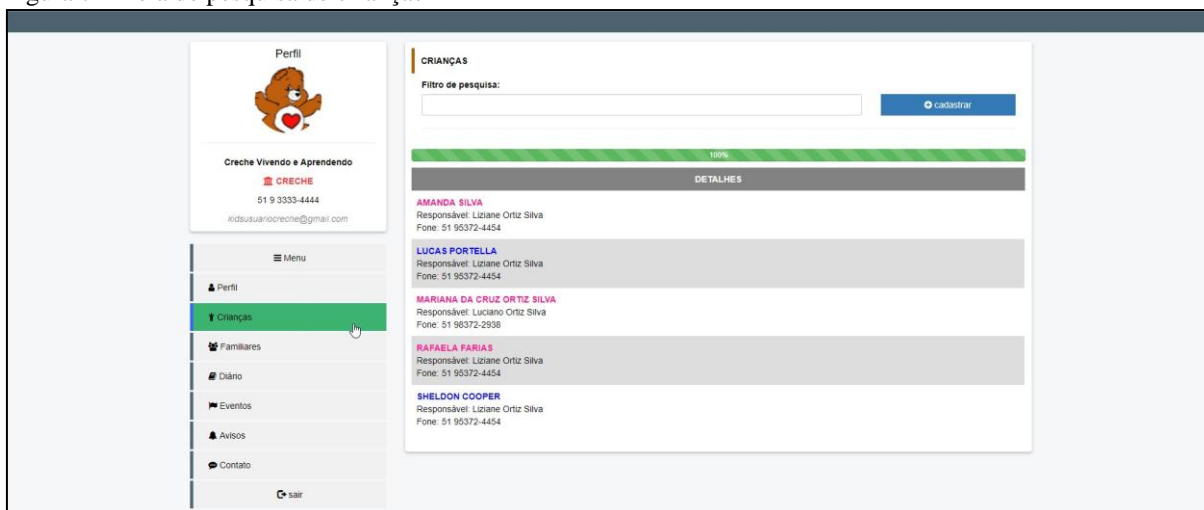 Perfil
Creche Vivendo e Aprendendo
CRECHE
51 9 3333-4444
kidsusuariocreche@gmail.com
Menu
Perfil
Crianças
Familiares
Diário
Eventos
Avisos
Contato
sair
CRIANÇAS
Filtro de pesquisa:
cadastrar
100%
DETALHES
AMANDA SILVA
Responsável: Liziane Ortiz Silva
Fone: 51 95372-4454
LUCAS PORTELLA
Responsável: Liziane Ortiz Silva
Fone: 51 95372-4454
MARIANA DA CRUZ ORTIZ SILVA
Responsável: Luciano Ortiz Silva
Fone: 51 98372-2938
RAFAELA FARIAS
Responsável: Liziane Ortiz Silva
Fone: 51 95372-4454
SHELDON COOPER
Responsável: Liziane Ortiz Silva
Fone: 51 95372-4454